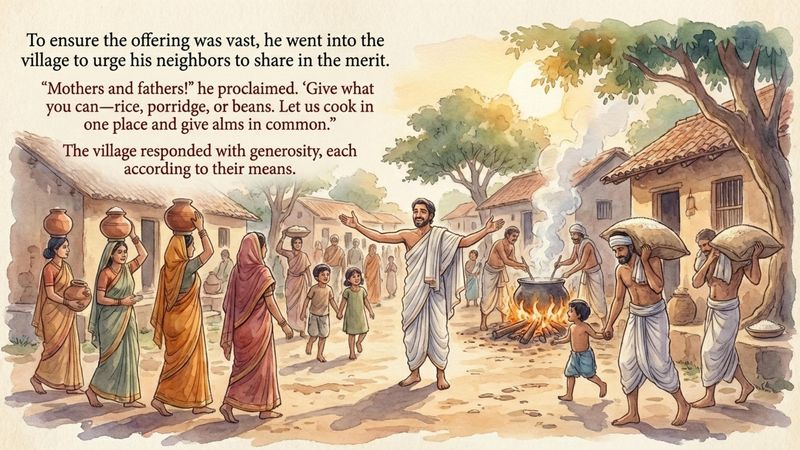 To ensure the offering was vast, he went into the
village to urge his neighbors to share in the merit.
“Mothers and fathers!” he proclaimed. ‘Give what
you can—rice, porridge, or beans. Let us cook in
one place and give alms in common.”
The village responded with generosity, each
according to their means.